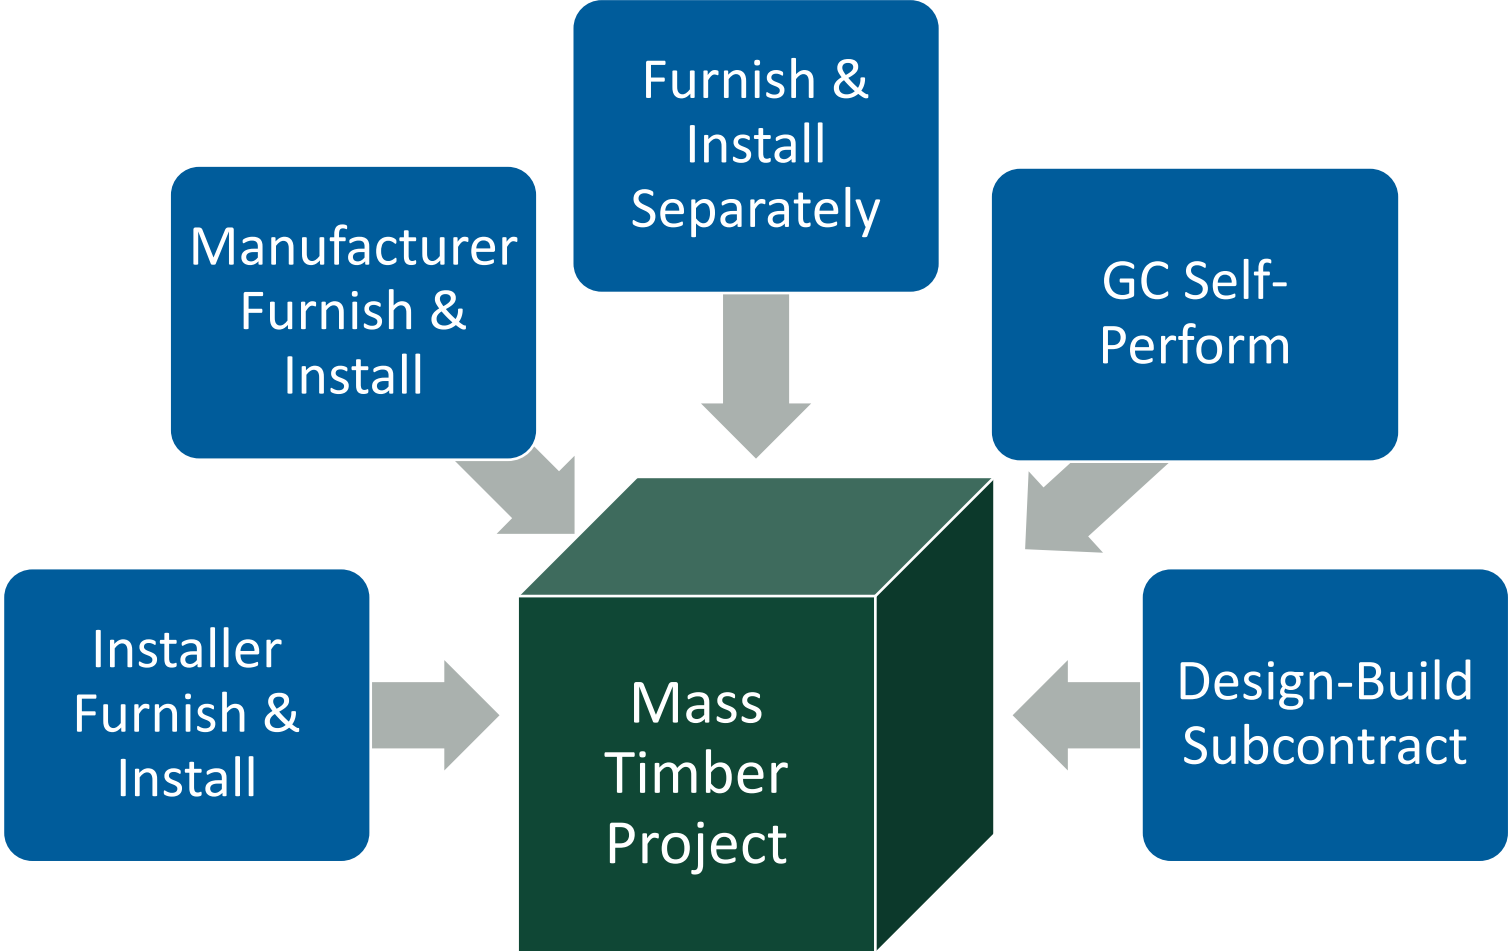 Furnish &
Install
Separately
Manufacturer
Furnish &
Install
GC Self-
Perform
Installer
Furnish &
Install
Design-Build
Subcontract
Mass
Timber
Project